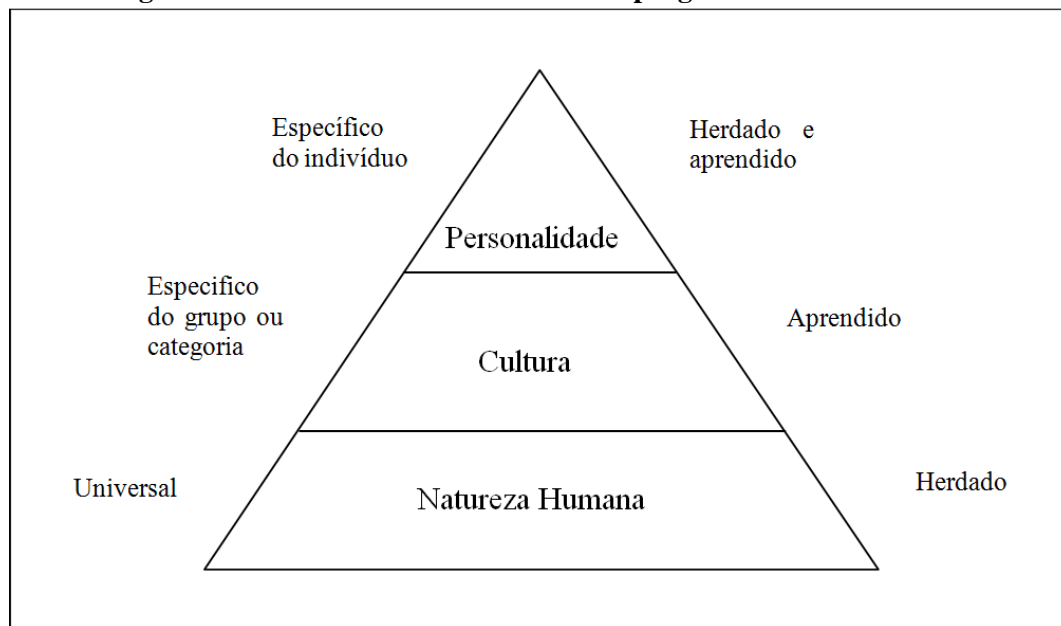 Específico
do indivíduo
Herdado e
aprendido
Personalidade
Especifico
do grupo ou
categoria
Aprendido
Cultura
Universal
Natureza Humana
Herdado